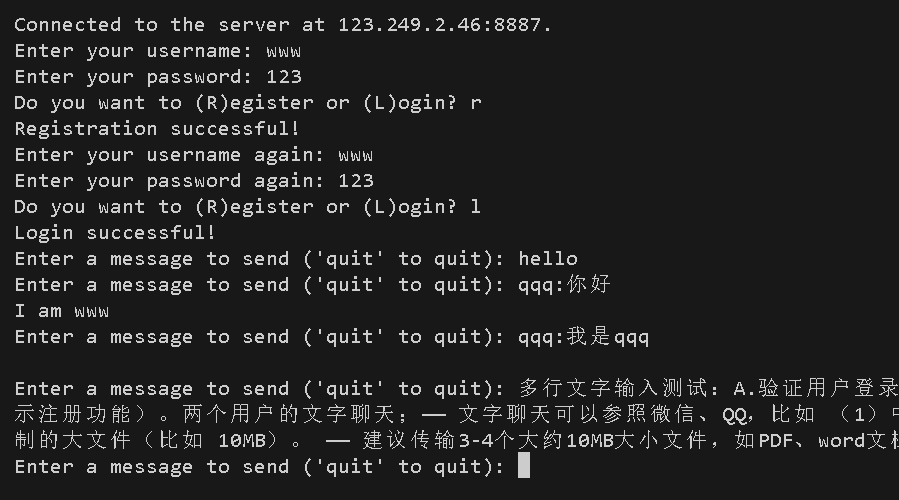 Connected to the server at 123.249.2.46:8887.
Enter your username: www
Enter your password: 123
Do you want to (R)egister or (L)ogin? r
Registration successful!
Enter your username again: www
Enter your password again: 123
Do you want to (R)egister or (L)ogin? l
Login successful!
Enter a message to send ('quit' to quit): hello
Enter a message to send ('quit' to quit): qqq:你好
I am www
Enter a message to send ('quit' to quit): qqq:我是qqq
Enter a message to send ('quit' to quit): 多行文字输入测试：A.验证用户登录
示注册功能）。两个用户的文字聊天；—— 文字聊天可以参照微信、QQ，比如 （1）中
制的大文件（比如 10MB）。 —— 建议传输3-4个大约10MB大小文件，如PDF、word文档
Enter a message to send ('quit' to quit):